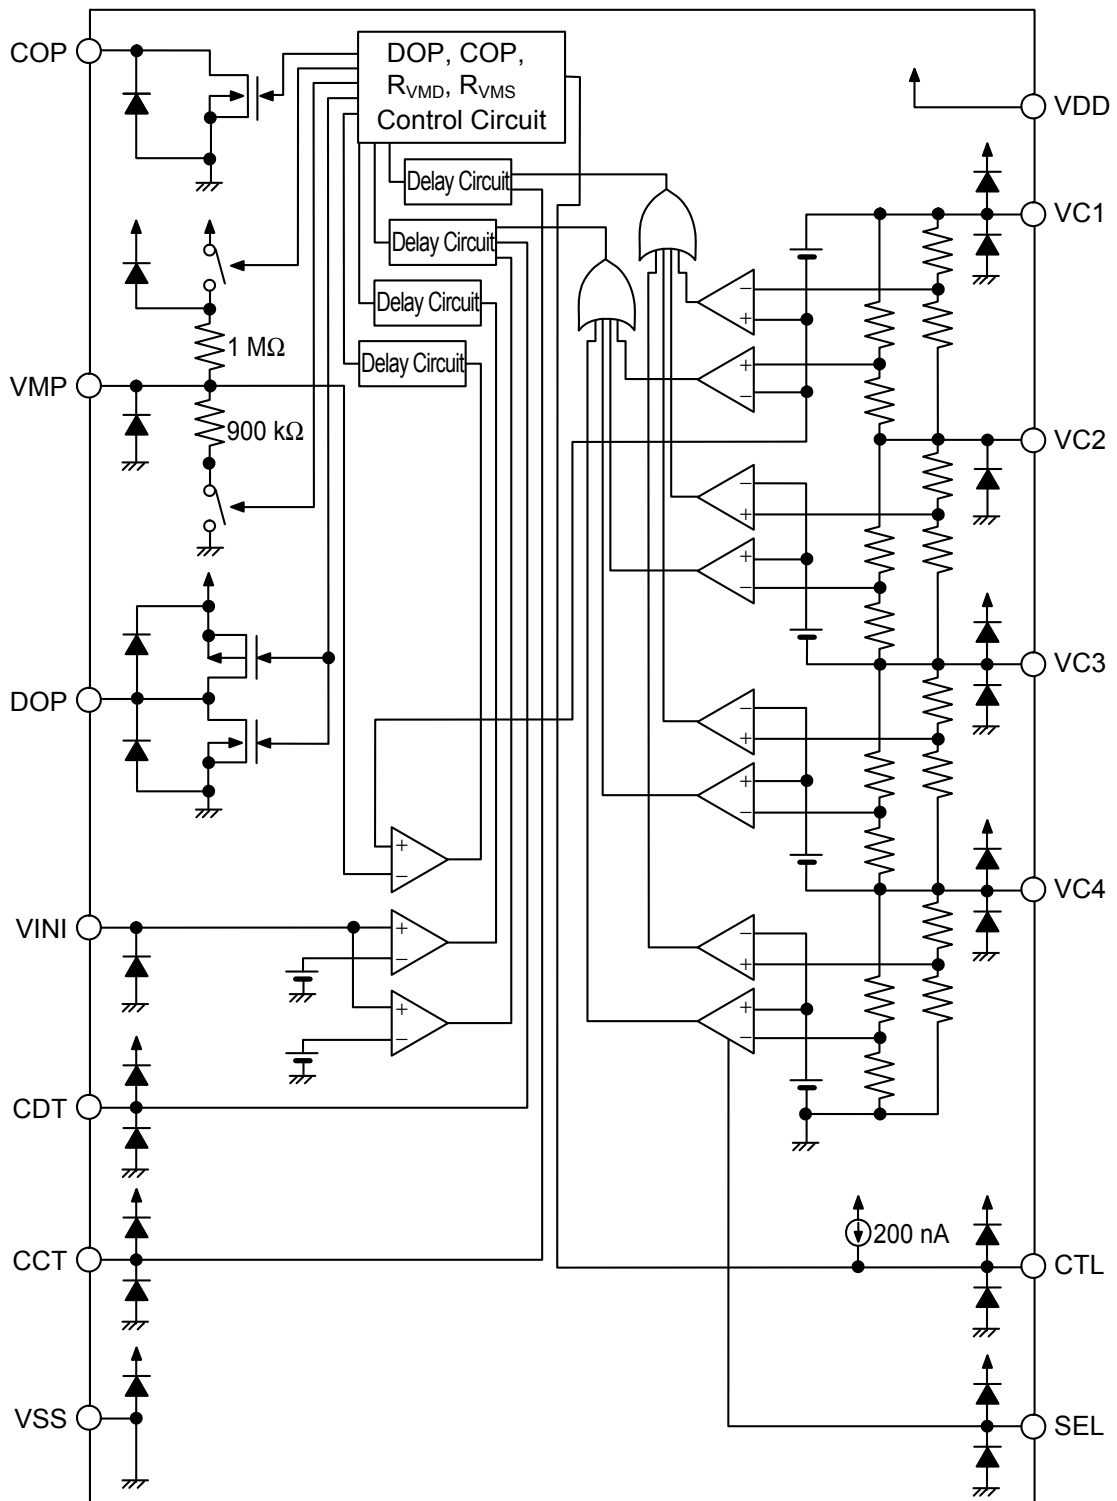 COP
DOP, COP,
RVMD, RVMS
Control Circuit
VDD
Delay Circuit
VC1
Delay Circuit
Delay Circuit
−
+
1 MΩ
Delay Circuit
+
−
VMP
900 kΩ
VC2
−
+
+
−
VC3
DOP
−
+
+
−
+
−
VC4
VINI
+
−
−
+
+
−
+
−
CDT
200 nA
CCT
CTL
VSS
SEL